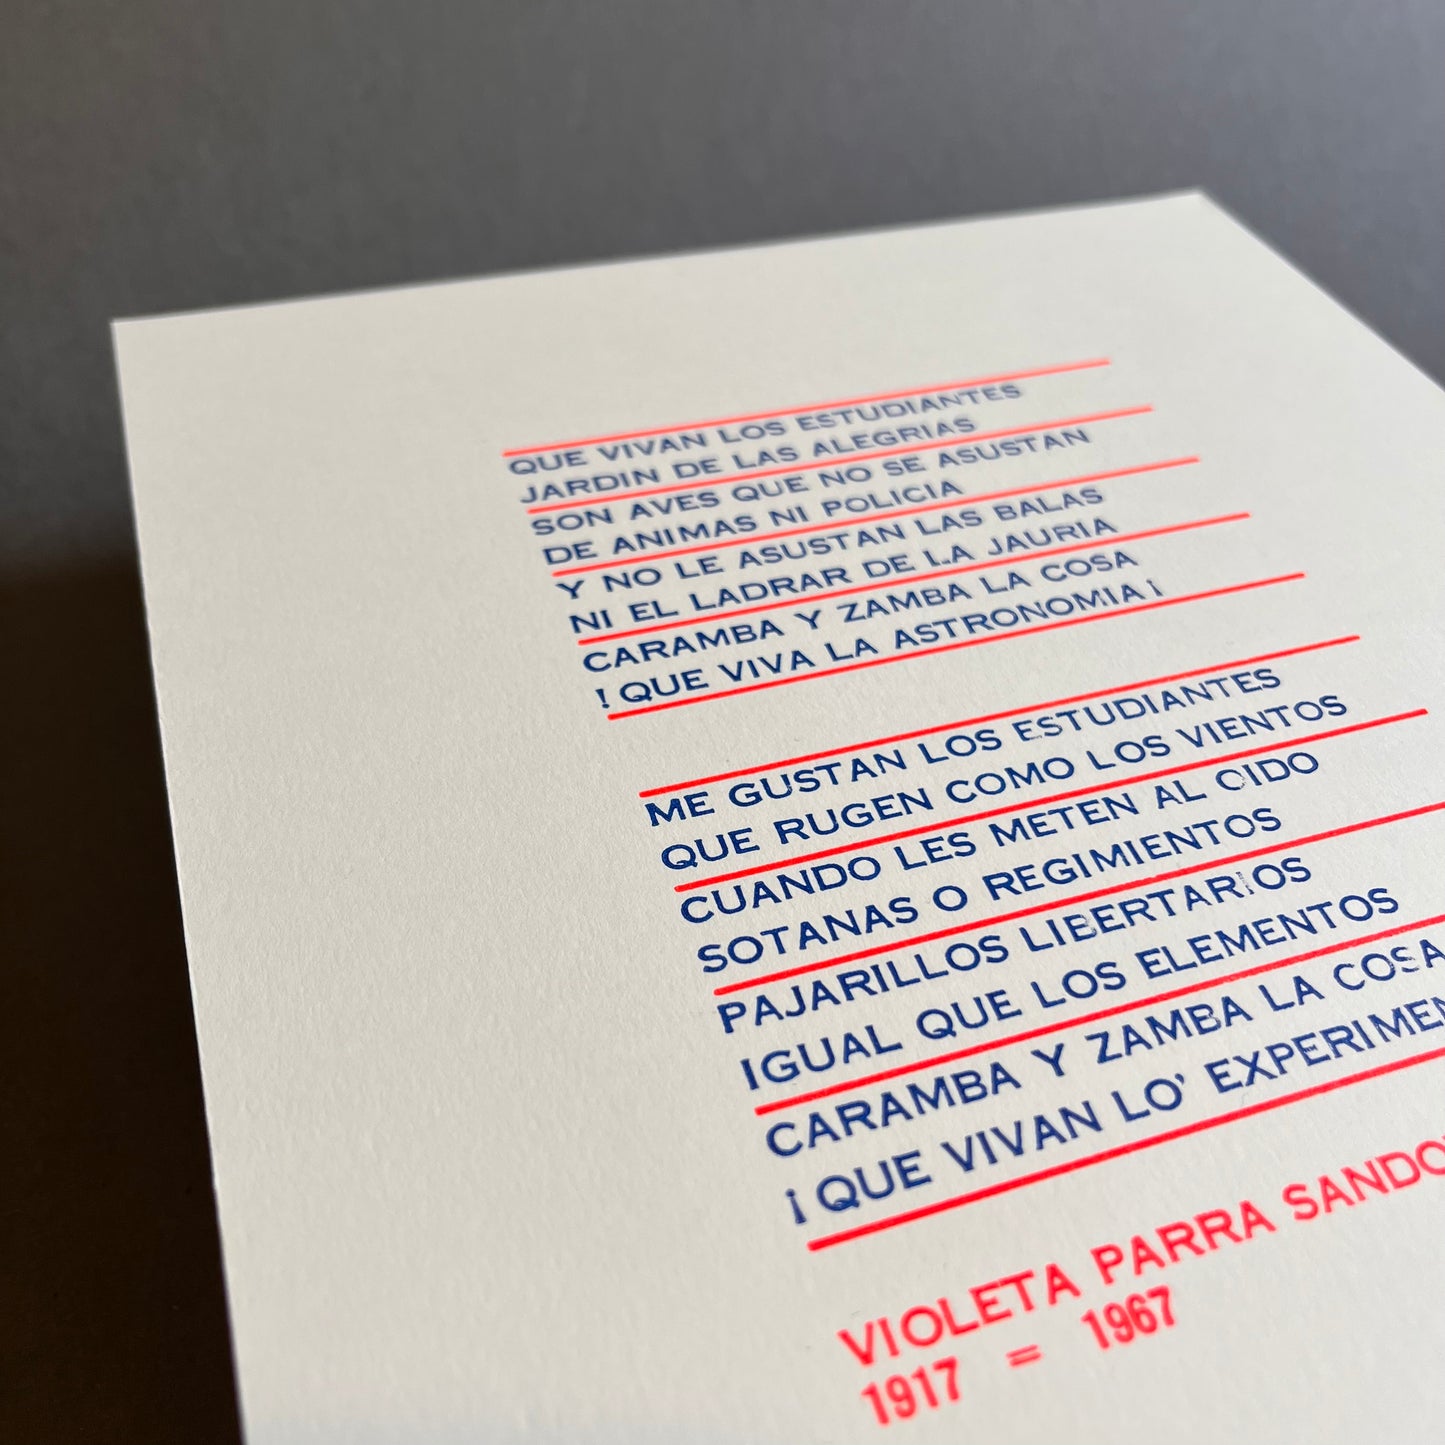 QUE VIVAN LOS ESTUDIANTES
JARDIN DE LAS ALEGRIAS
SON AVES QUE NO SE ASUSTAN
DE ANIMAS NI POLICIA
Y NO LE ASUSTAN LAS BALAS
NI EL LADRAR DE LA JAURIA
CARAMBA Y ZAMBA LA COSA
!QUE VIVA LA ASTRONOMIA¡
ME GUSTAN LOS ESTUDIANTES
QUE RUGEN COMO LOS VIENTOS
CUANDO LES METEN AL OIDO
SOTANAS O REGIMIENTOS
PAJARILLOS LIBERTARIOS
IGUAL QUE LOS ELEMENTOS
CARAMBA Y ZAMBA LA COSA
¡QUE VIVAN LO'
VIOLETA PARRA
1917 = 1967